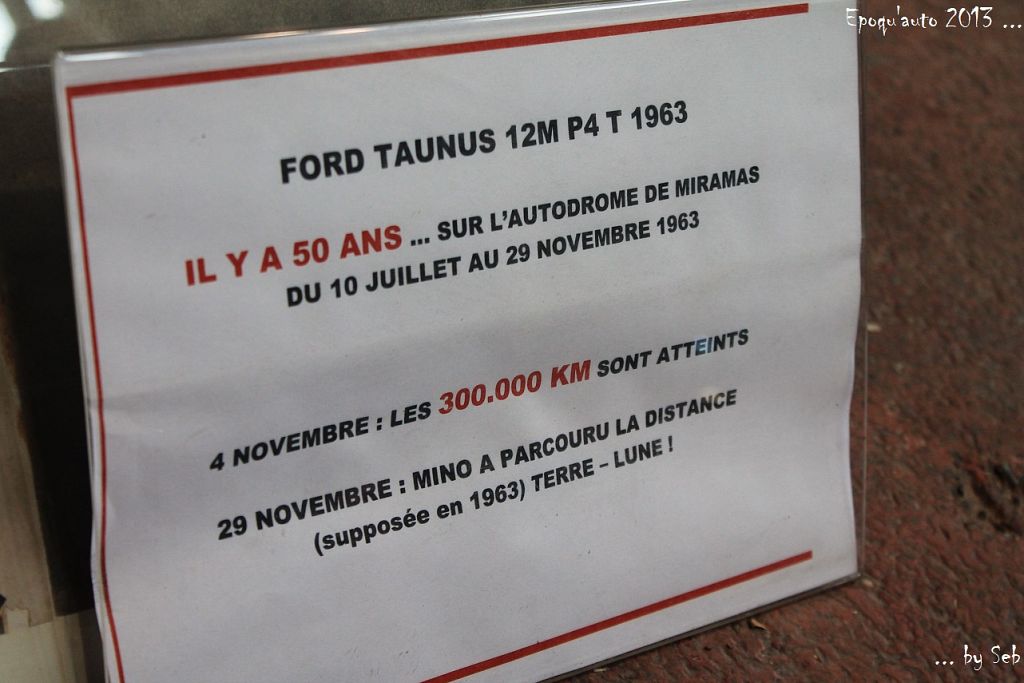 Epoqu'auto 2013 ...
FORD TAUNUS 12M P4 T 1963
IL Y A 50 ANS ... SUR L'AUTODROME DE MIRAMAS
DU 10 JUILLET AU 29 NOVEMBRE 1963
4 NOVEMBRE : LES 300.000 KM SONT ATTEINTS
29 NOVEMBRE : MINO A PARCOURU LA DISTANCE
(supposée en 1963) TERRE – LUNE !
... by Seb